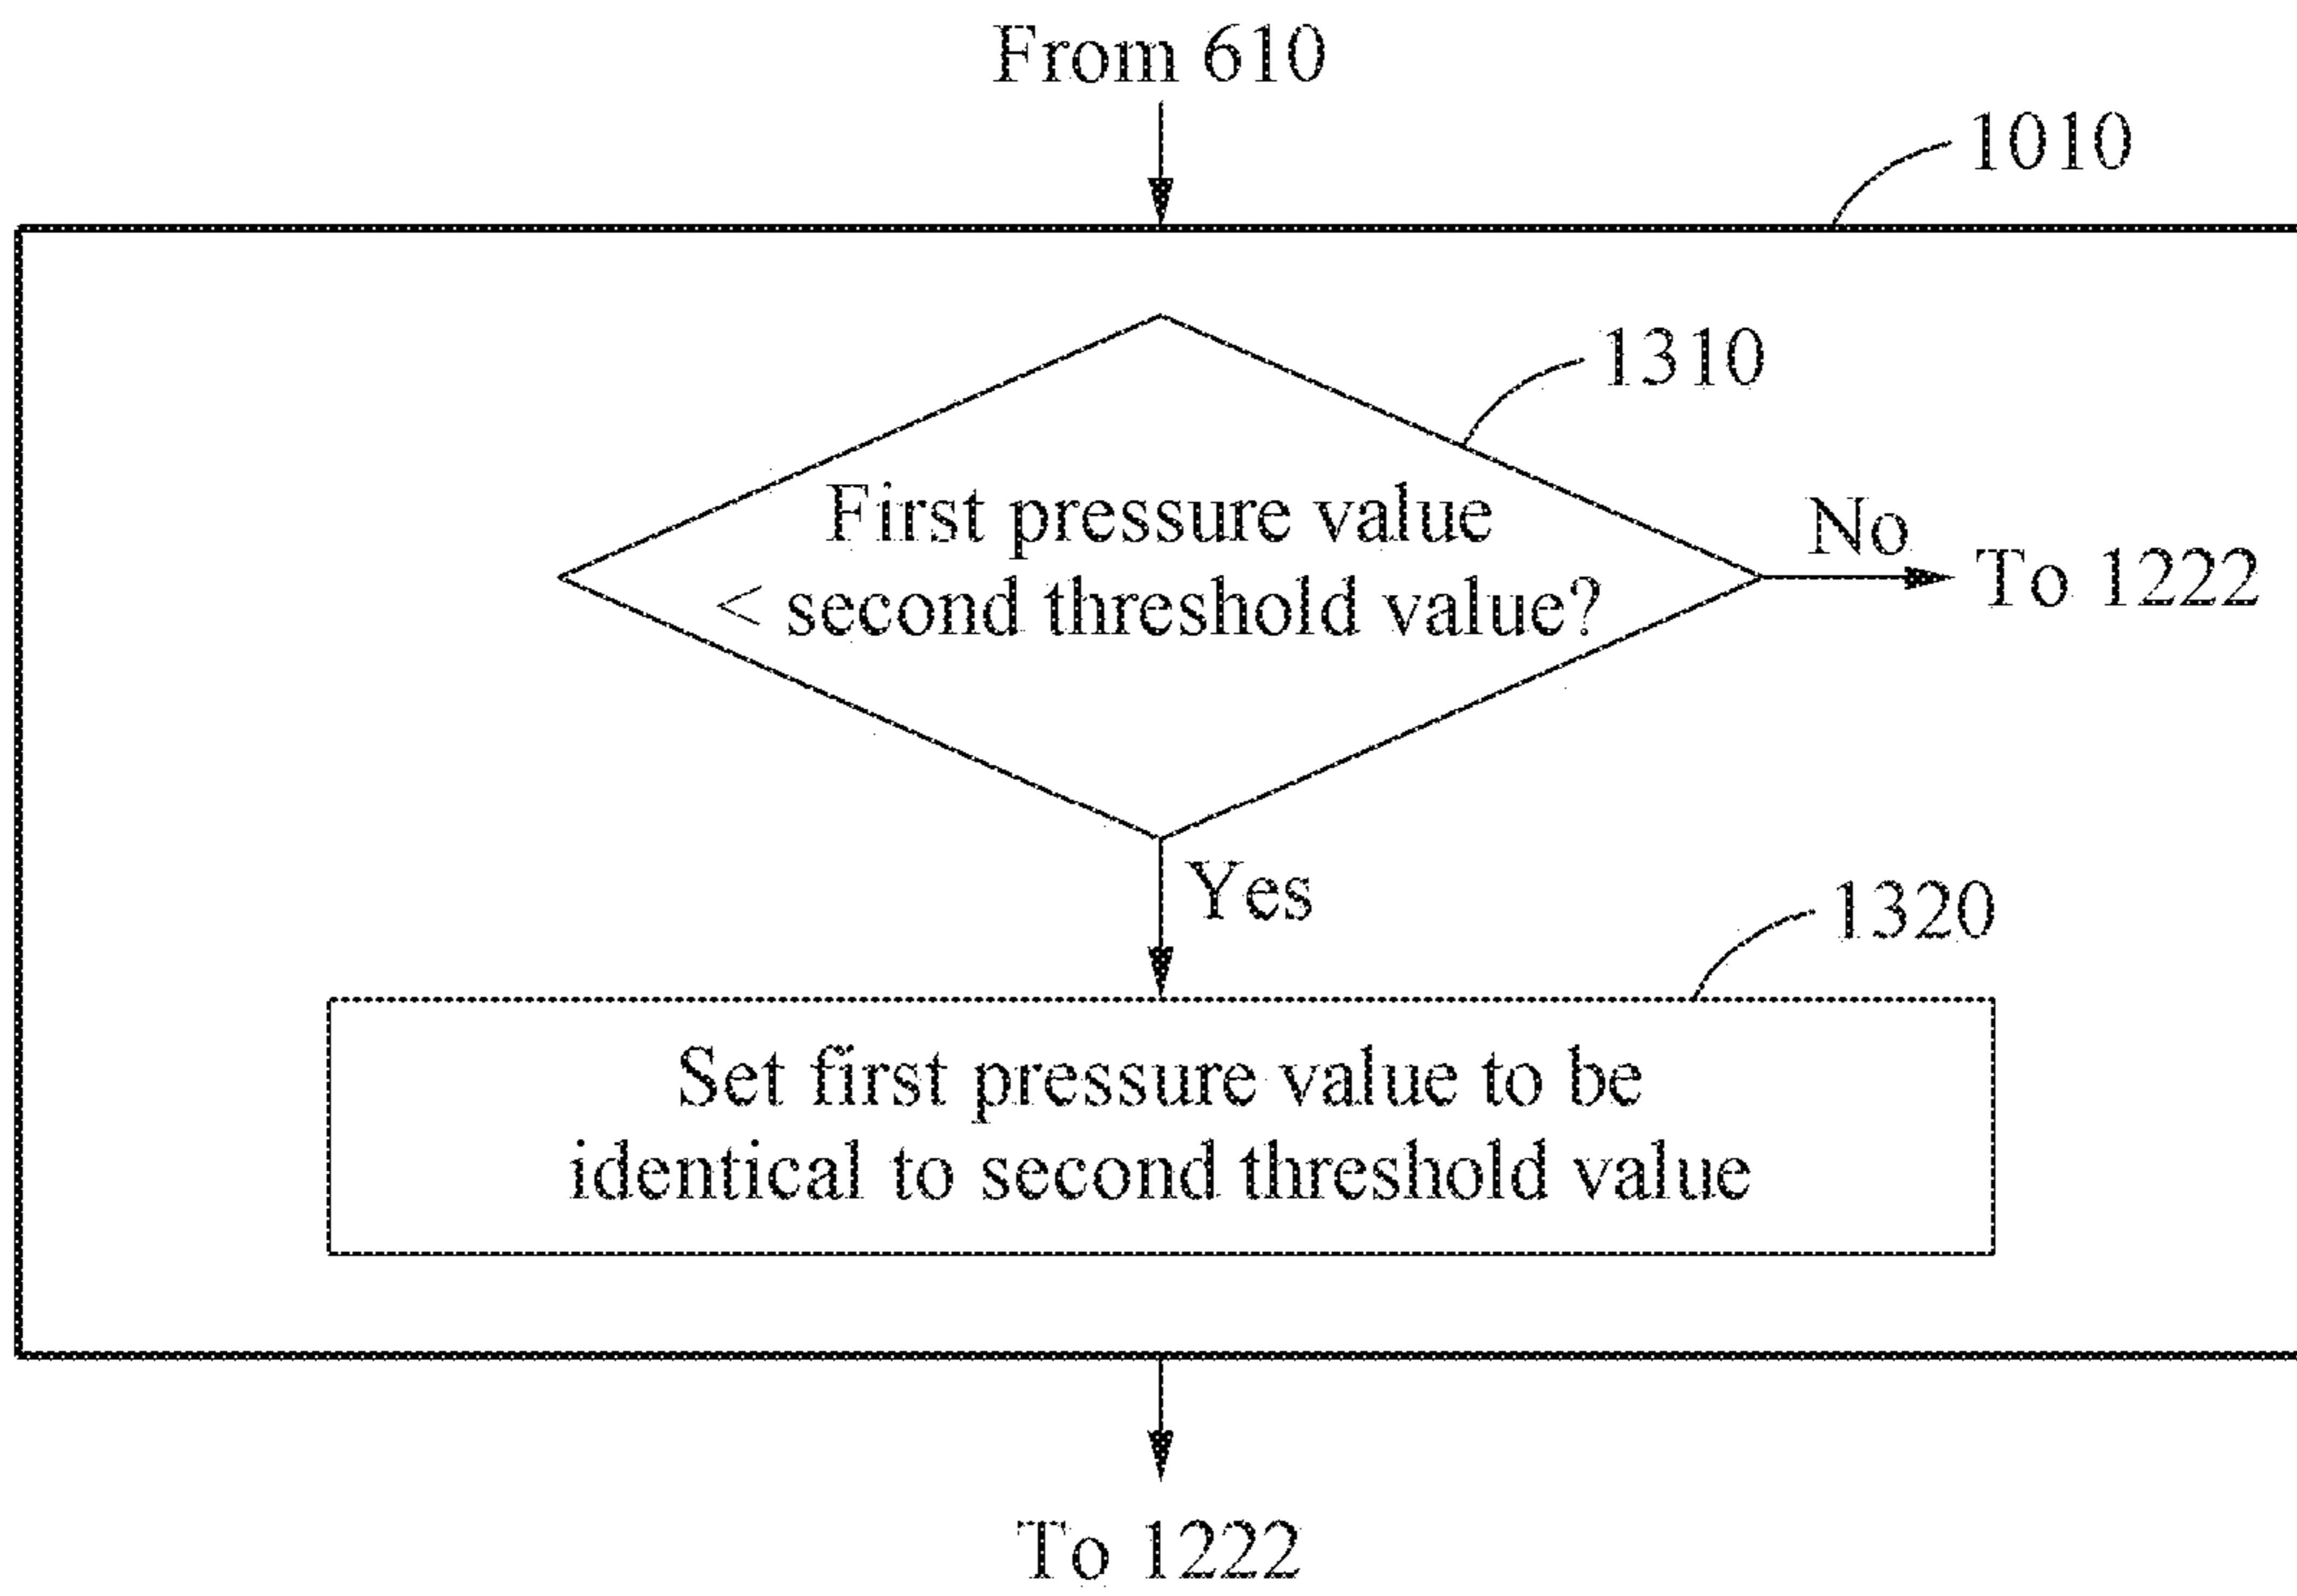 From 610
1010
1310
First pressure value
< second threshold value?
No
To 1222
Yes
1320
Set first pressure value to be
identical to second threshold value
To 1222